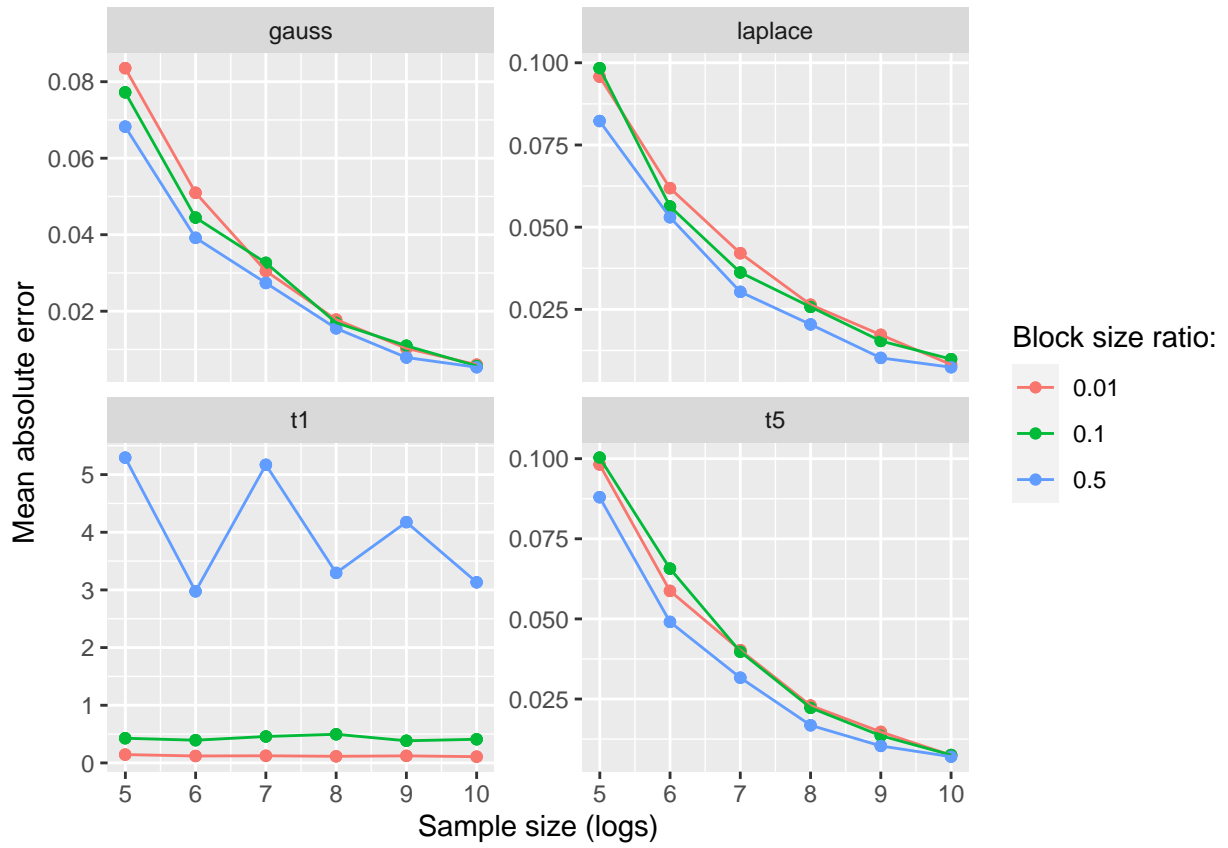 gauss
laplace
0.08
0.06
0.04
0.02
0.100
0.075
0.050
0.025
t1
t5
5
4
3
2
1
0
0.100
0.075
0.050
0.025
5 6 7 8 9 10
5 6 7 8 9 10
Sample size (logs)
Mean absolute error
Block size ratio:
0.01
0.1
0.5